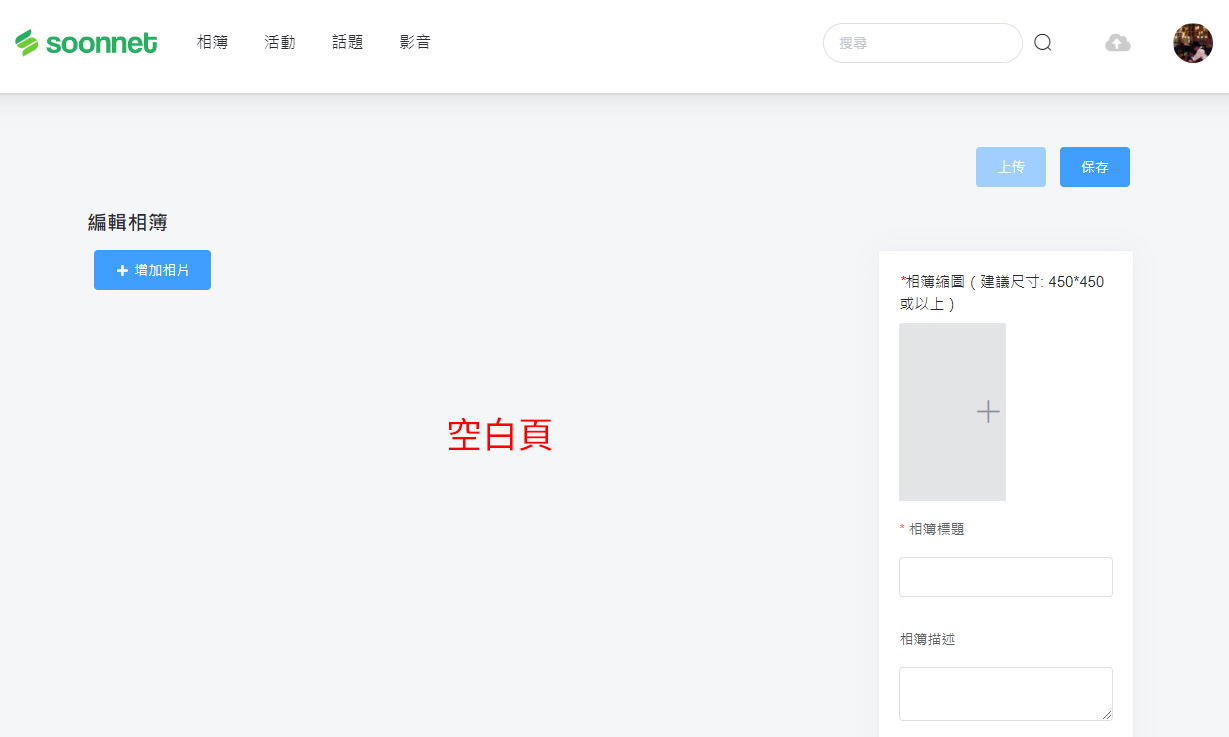 soonnet 相簿 活動 話題 影音 搜尋
上传 保存
編輯相簿
增加相片
*相簿縮圖 ( 建議尺寸: 450*450
或以上 )
空白頁
* 相簿標題
相簿描述